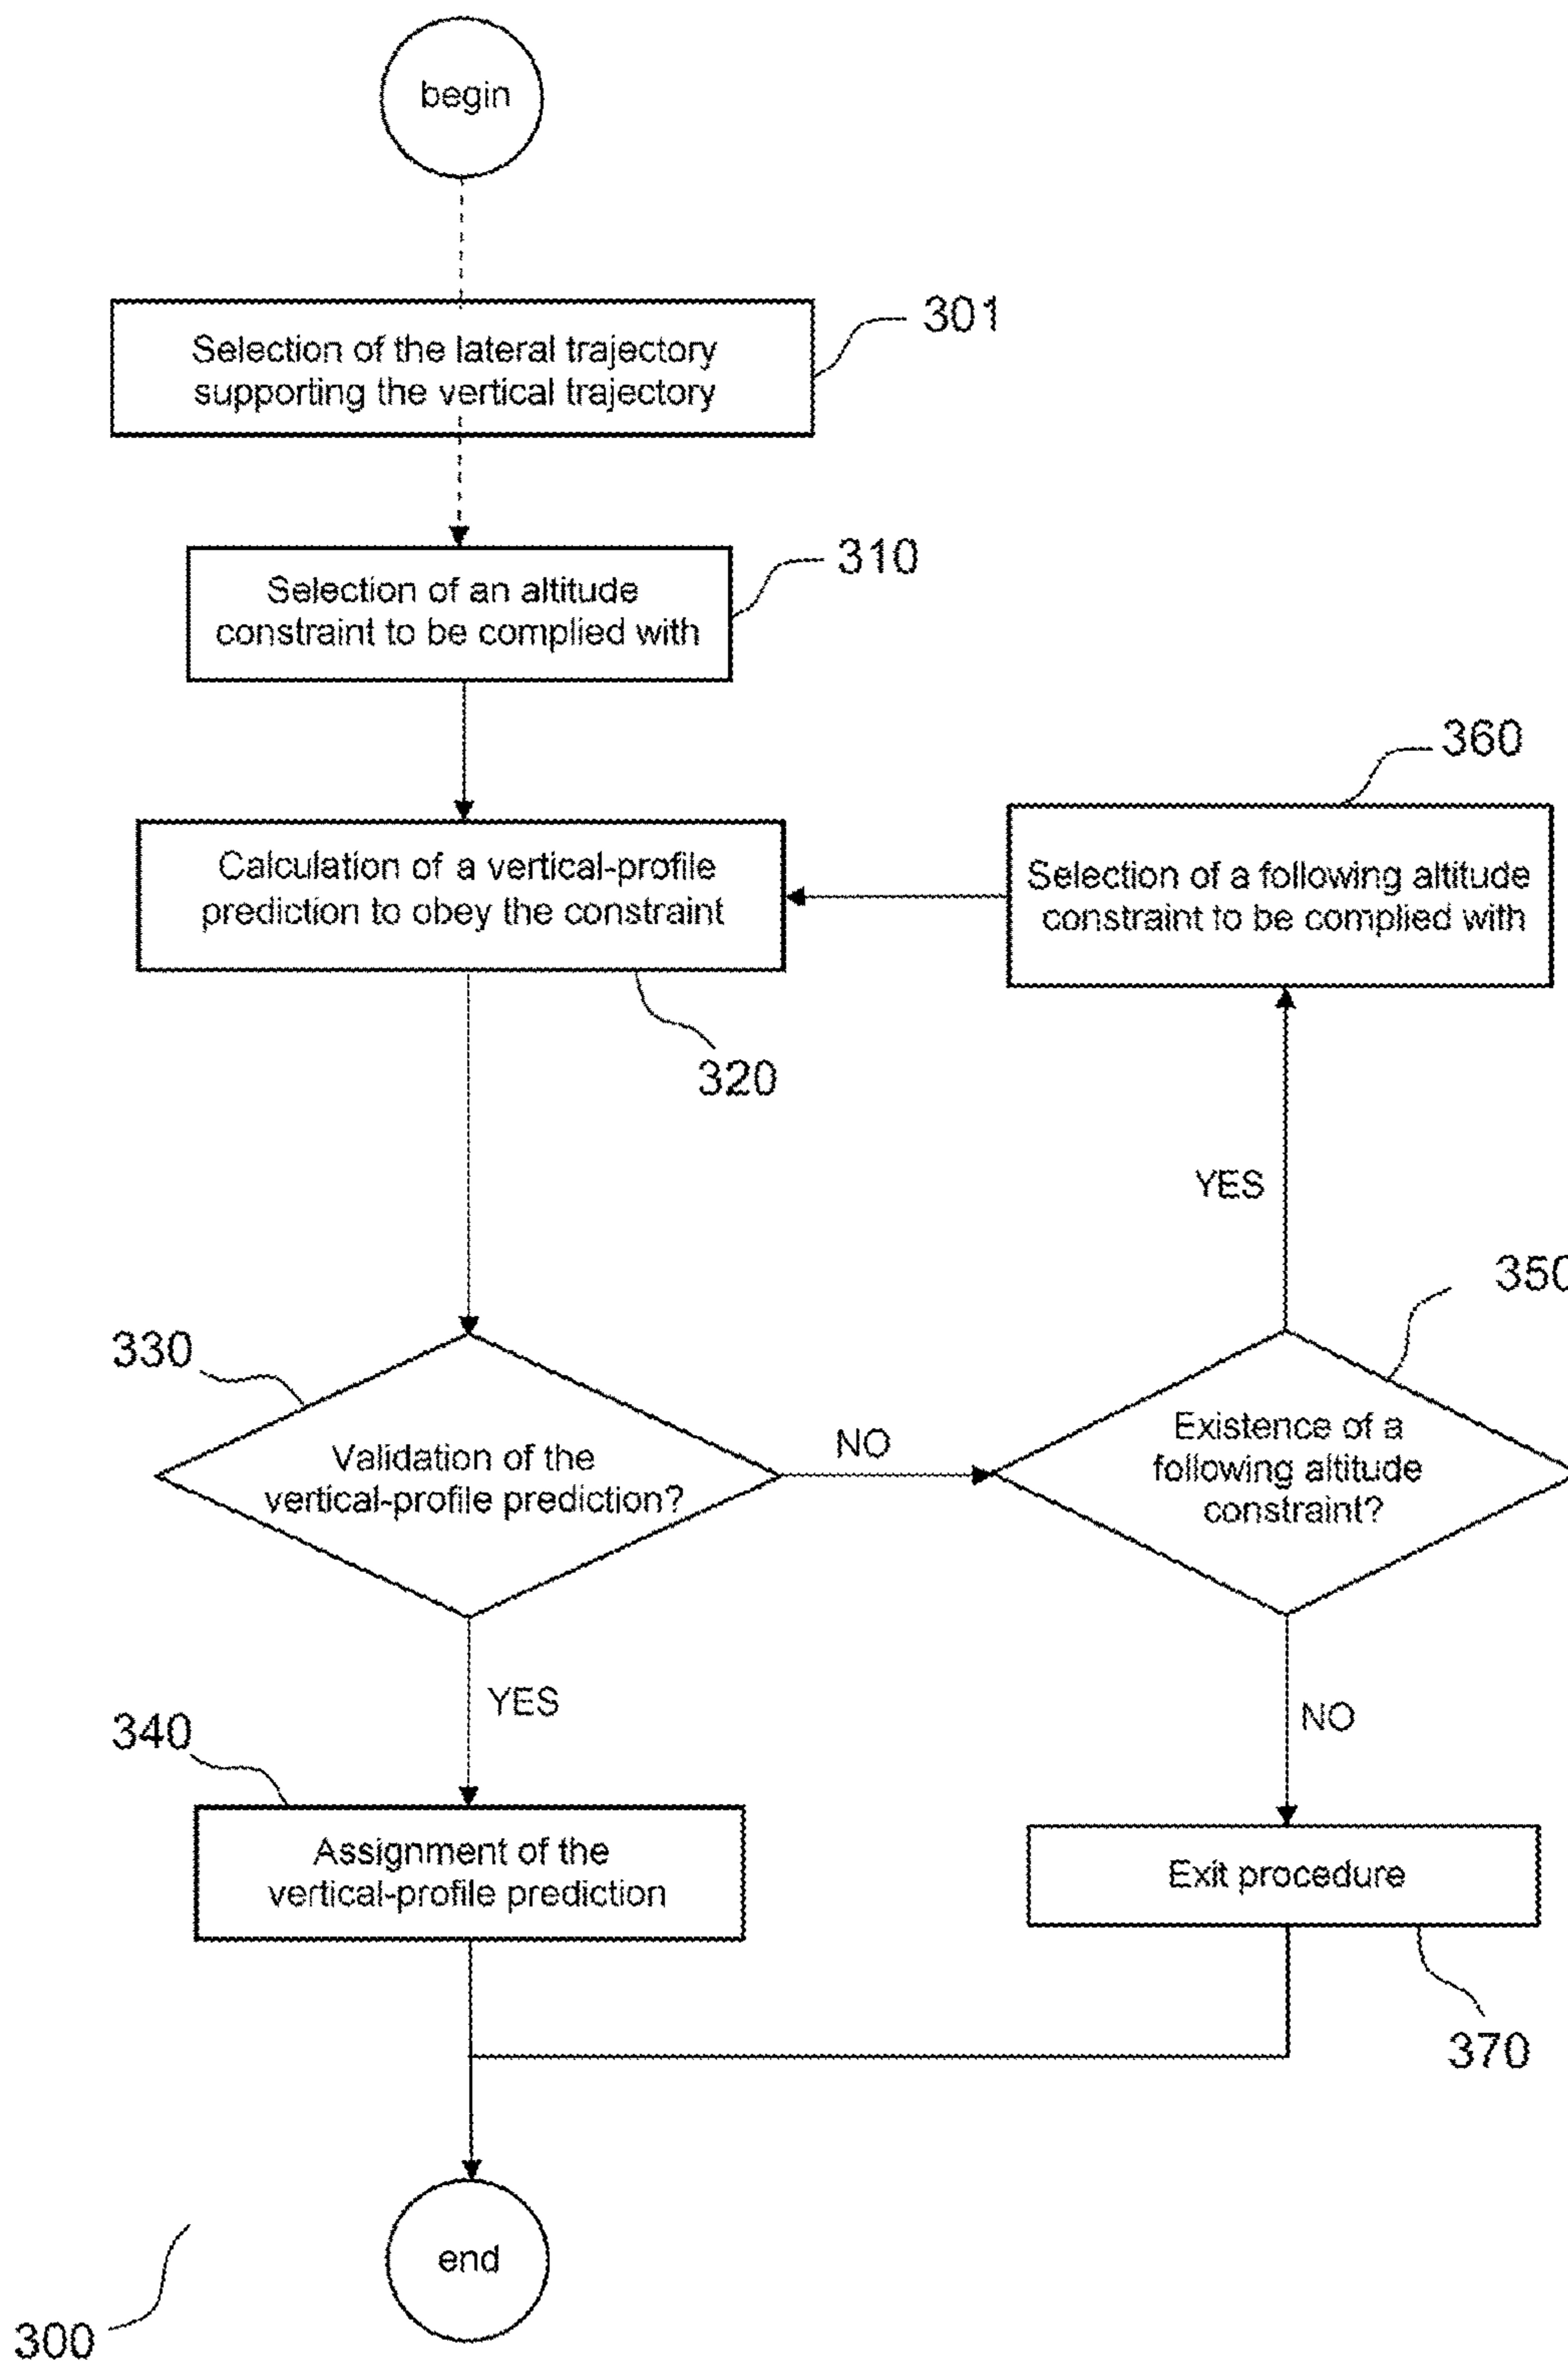 begin
301
Selection of the lateral trajectory
supporting the vertical trajectory
310
Selection of an altitude
constraint to be complied with
360
Calculation of a vertical-profile
prediction to obey the constraint
Selection of a following altitude
constraint to be complied with
320
YES
350
330
Validation of the
vertical-profile prediction?
NO
Existence of a
following altitude
constraint?
YES
NO
340
Assignment of the
vertical-profile prediction
Exit procedure
370
end
300